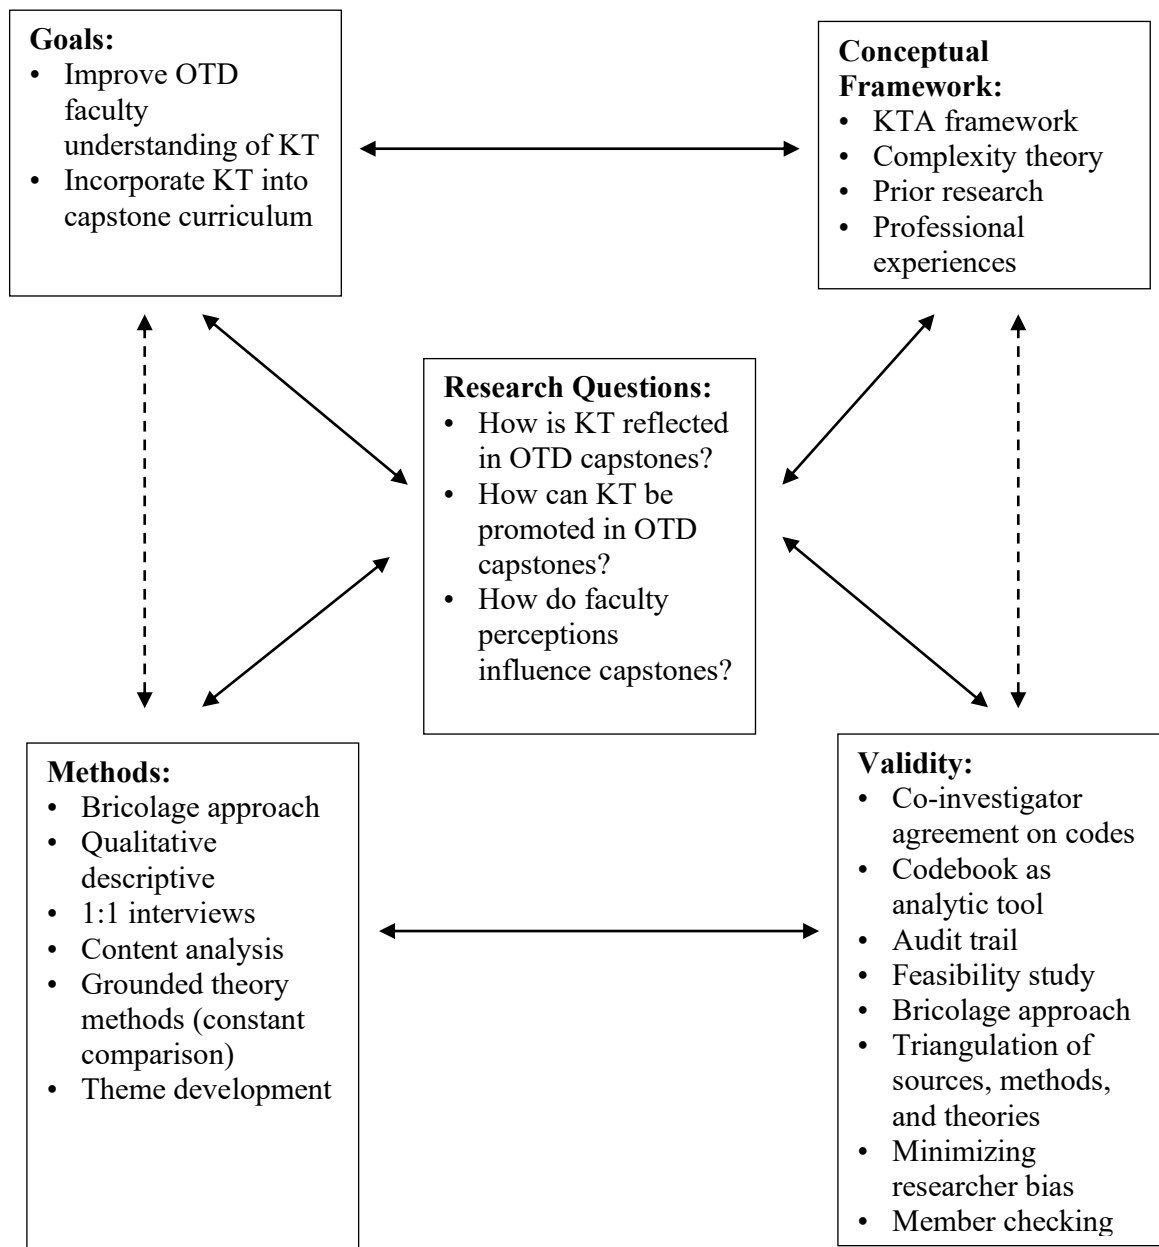 Goals:
• Improve OTD
faculty
understanding of KT
• Incorporate KT into
capstone curriculum
Conceptual
Framework:
• KTA framework
• Complexity theory
• Prior research
• Professional
experiences
Research Questions:
• How is KT reflected
in OTD capstones?
• How can KT be
promoted in OTD
capstones?
• How do faculty
perceptions
influence capstones?
Methods:
• Bricolage approach
• Qualitative
descriptive
• 1:1 interviews
• Content analysis
• Grounded theory
methods (constant
comparison)
• Theme development
Validity:
• Co-investigator
agreement on codes
• Codebook as
analytic tool
• Audit trail
• Feasibility study
• Bricolage approach
• Triangulation of
sources, methods,
and theories
• Minimizing
researcher bias
• Member checking